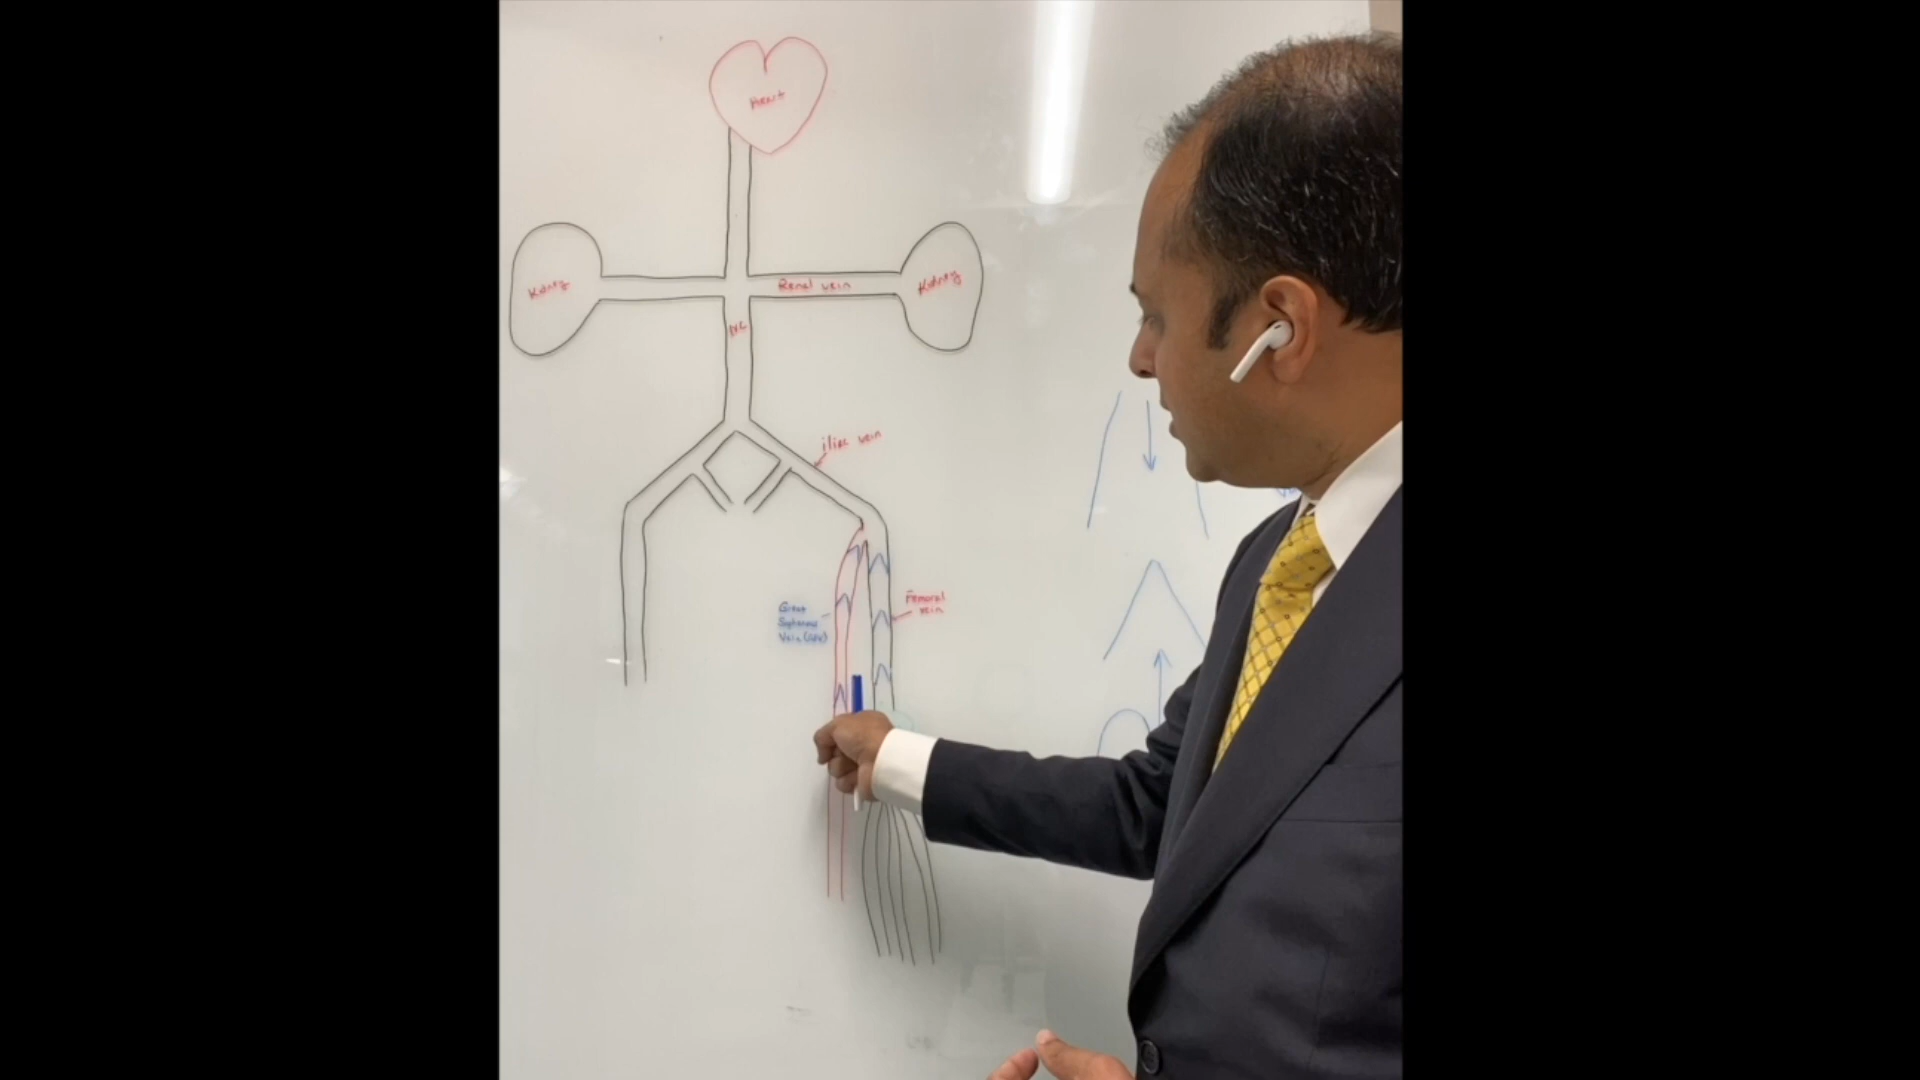 Heart
Kidney
Renal vein
Kidney
IVC
iliac vein
Great
Saphenous
Vein (GSV)
Femoral
vein